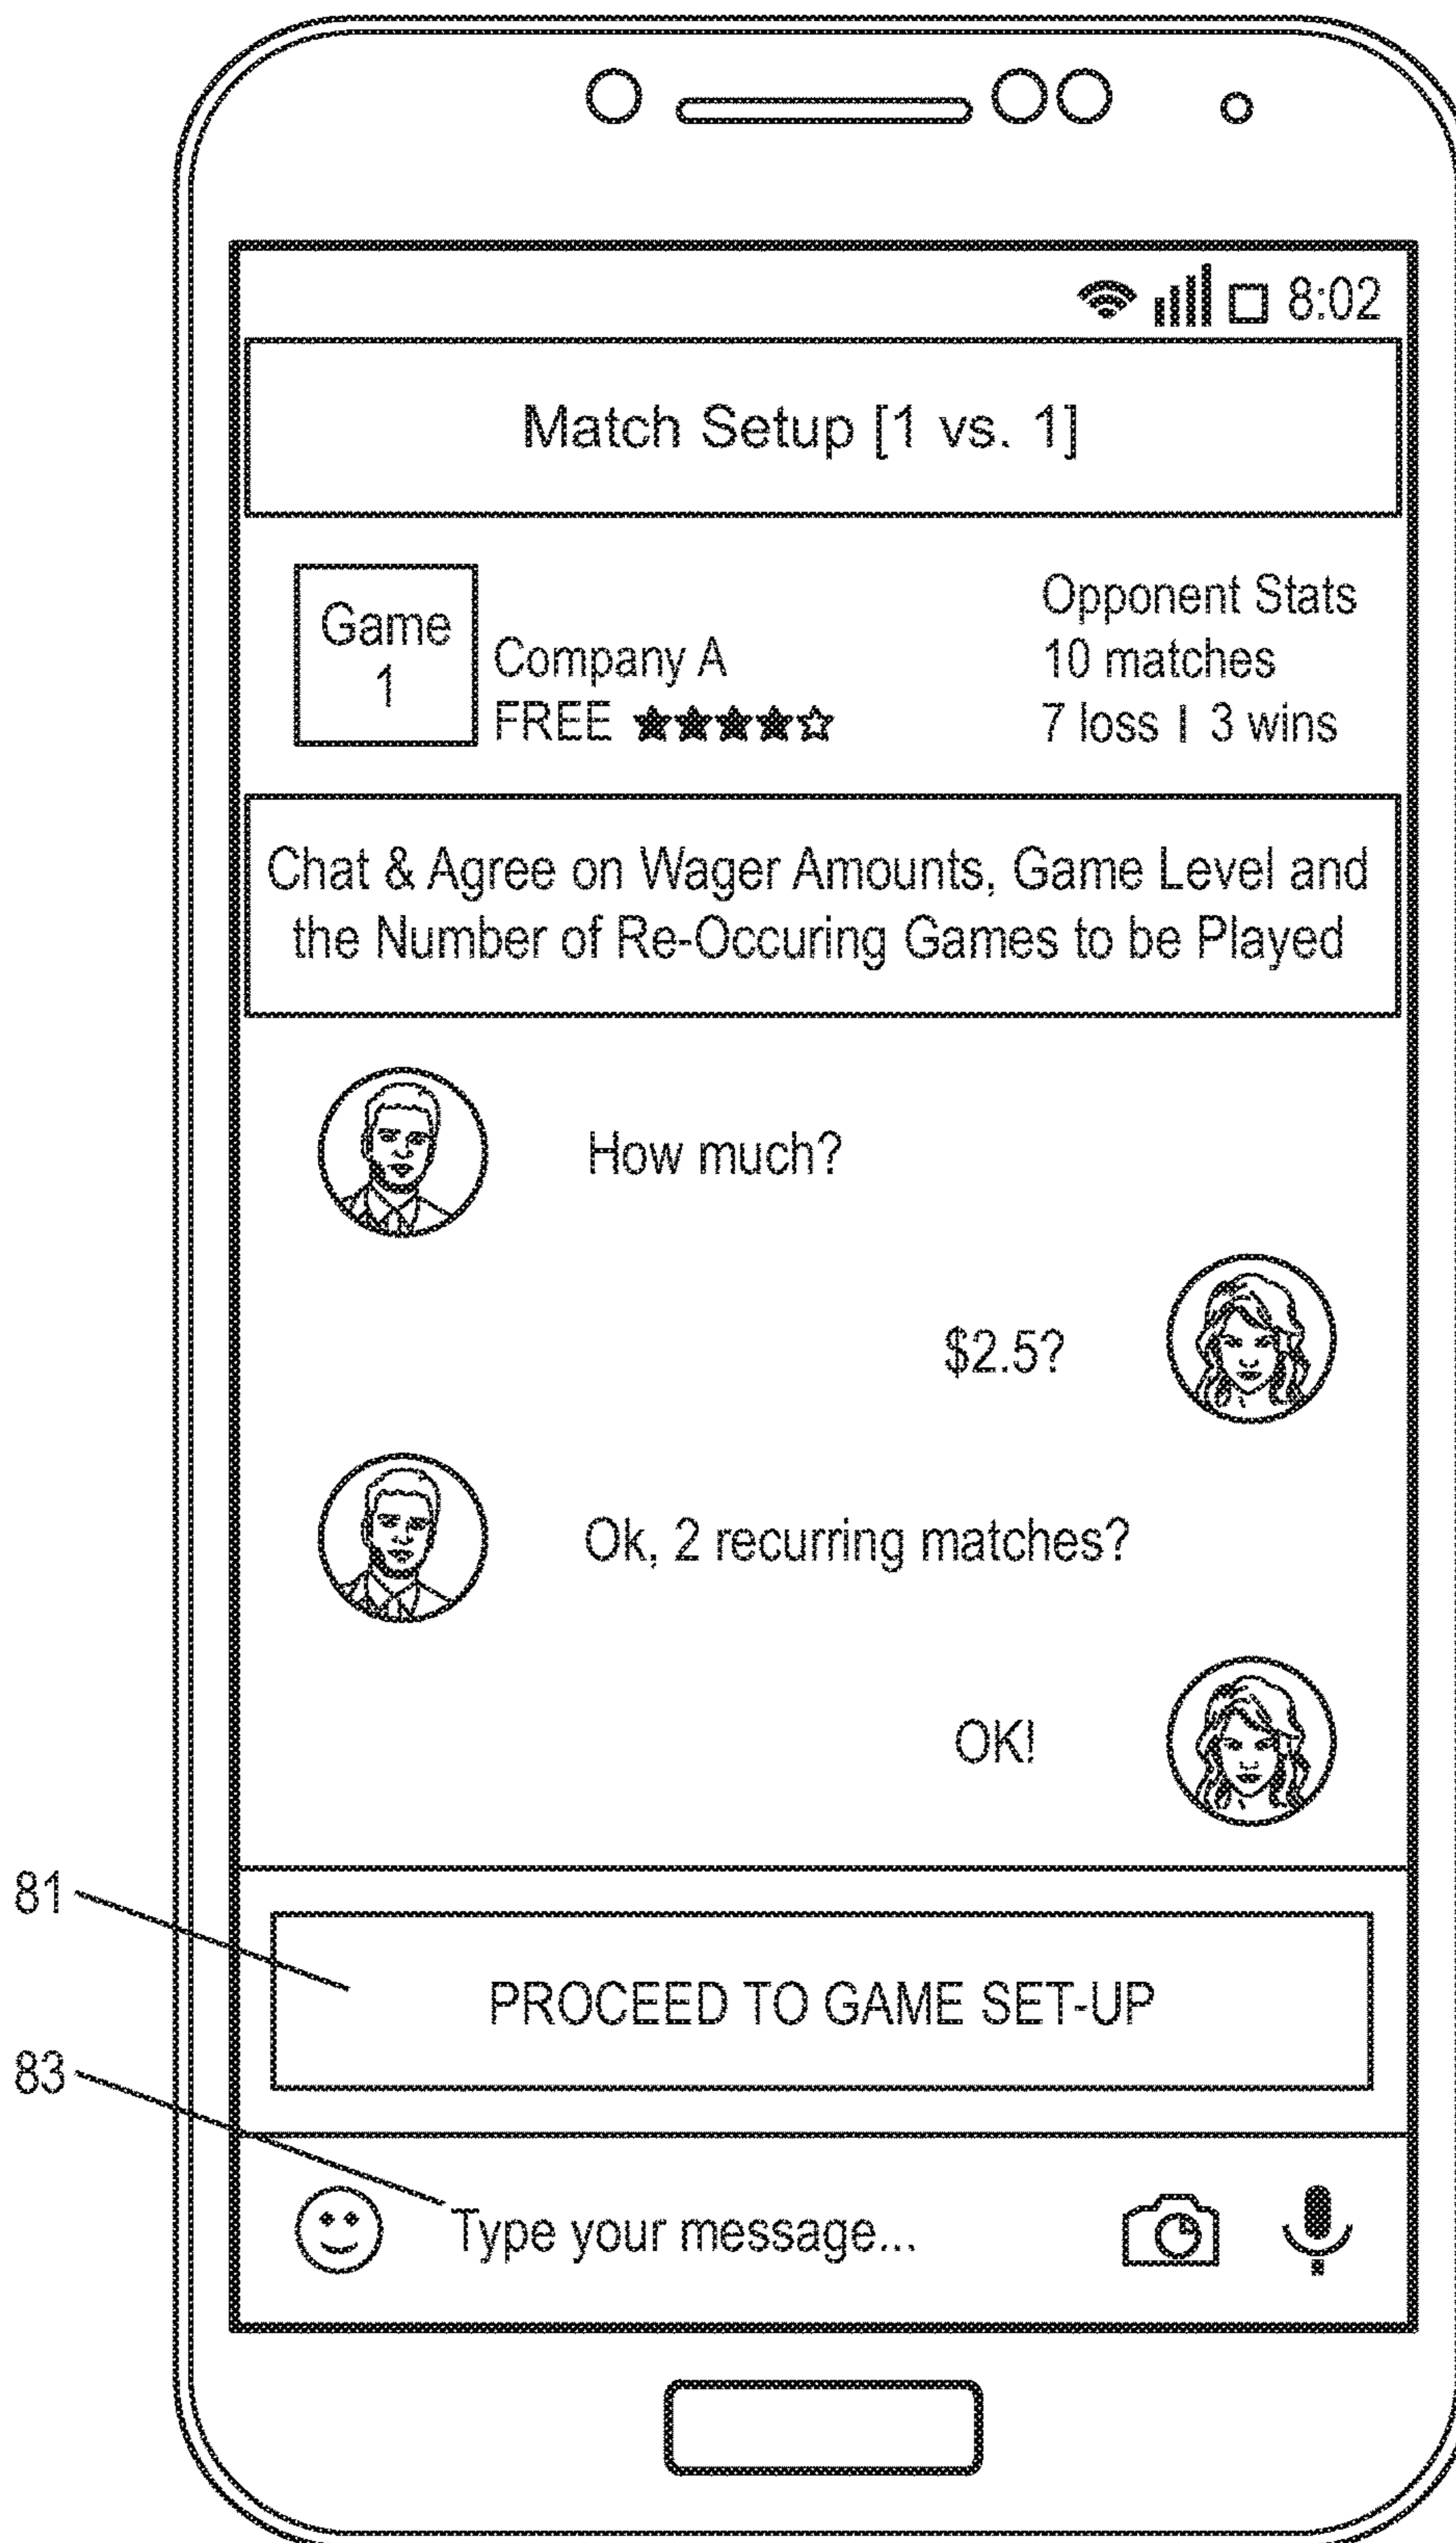 8:02
Match Setup [1 vs. 1]
Game
1
Company A
FREE
Opponent Stats
10 matches
7 loss | 3 wins
Chat & Agree on Wager Amounts, Game Level and
the Number of Re-Occuring Games to be Played
How much?
$2.5?
Ok, 2 recurring matches?
OK!
81
PROCEED TO GAME SET-UP
83
Type your message...